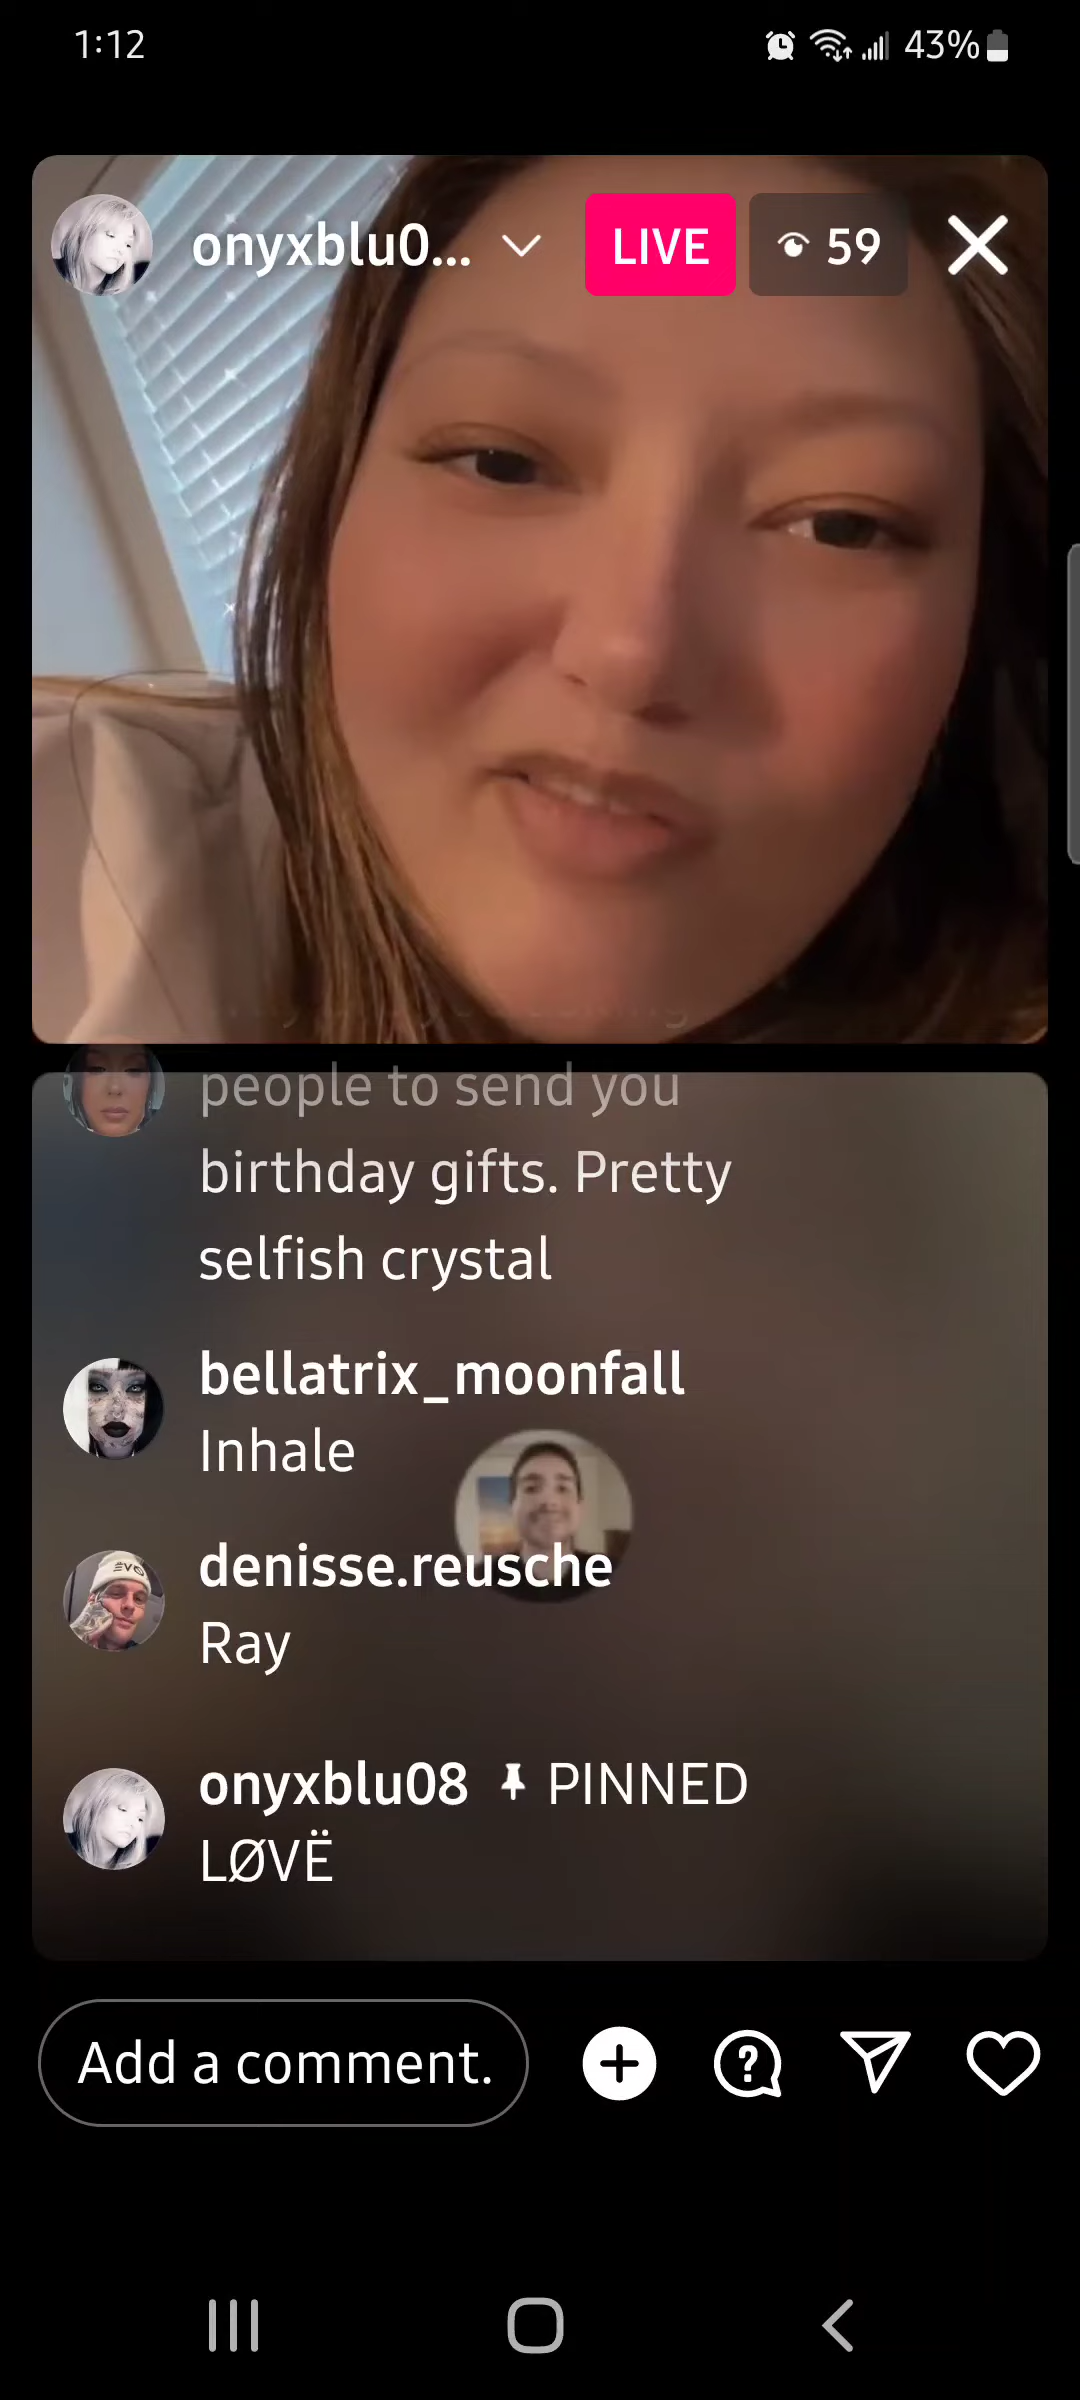 1:12
43%
onyxblu0...
LIVE
59
people to send you
birthday gifts. Pretty
selfish crystal
bellatrix_moonfall
Inhale
denisse.reusche
Ray
onyxblu08 PINNED
LØVË
Add a comment.